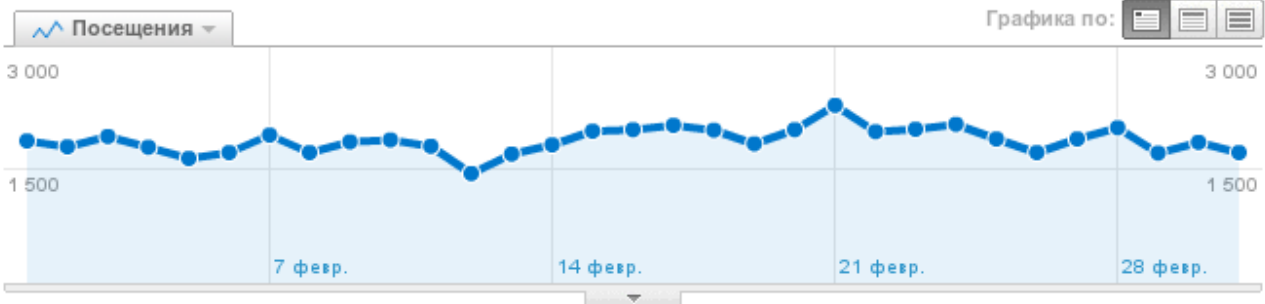 Посещения
Графика по:
3 000 3 000
1 500 1 500
7 февр. 14 февр. 21 февр. 28 февр.